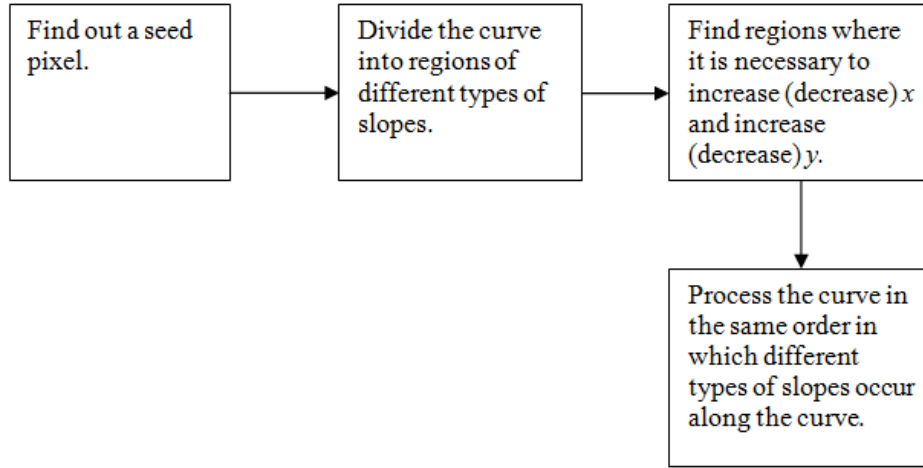 Find out a seed
pixel.
Divide the curve
into regions of
different types of
slopes.
Find regions where
it is necessary to
increase (decrease) x
and increase
(decrease) y.
Process the curve in
the same order in
which different
types of slopes occur
along the curve.